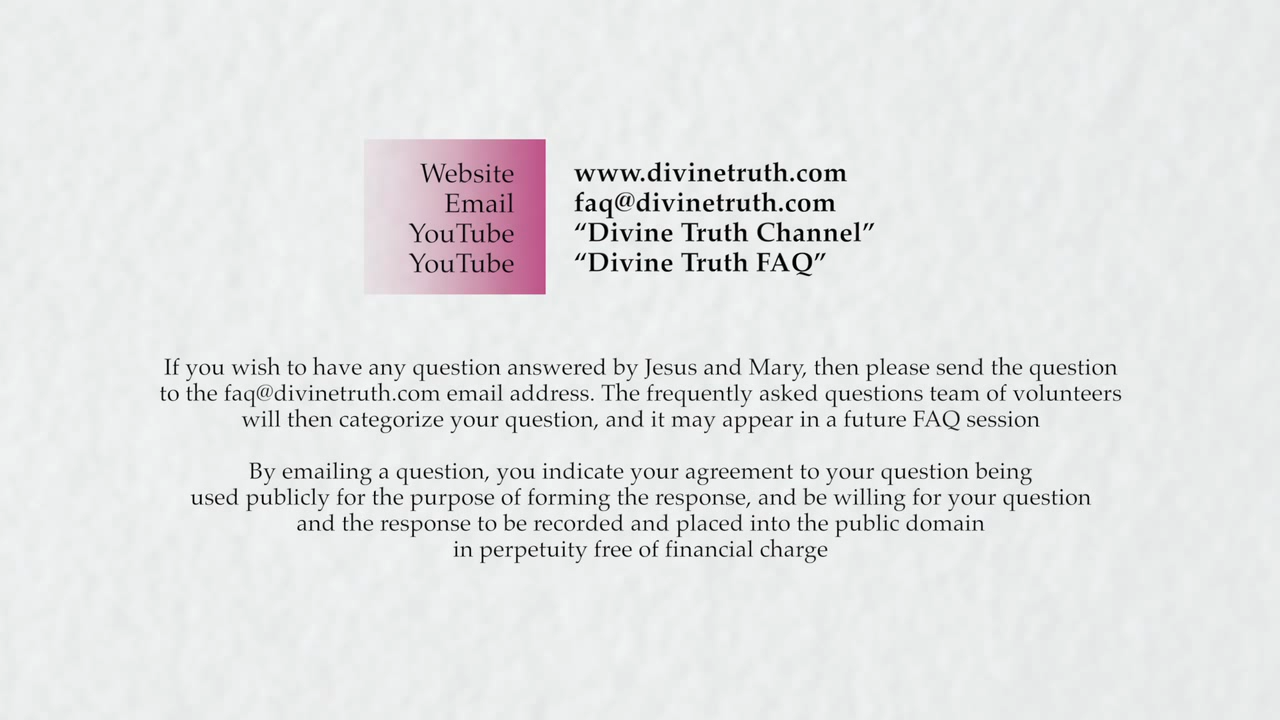 Website www.divinetruth.com
Email faq@divinetruth.com
YouTube “Divine Truth Channel”
YouTube “Divine Truth FAQ”
If you wish to have any question answered by Jesus and Mary, then please send the question
to the faq@divinetruth.com email address. The frequently asked questions team of volunteers
will then categorize your question, and it may appear in a future FAQ session
By emailing a question, you indicate your agreement to your question being
used publicly for the purpose of forming the response, and be willing for your question
and the response to be recorded and placed into the public domain
in perpetuity free of financial charge